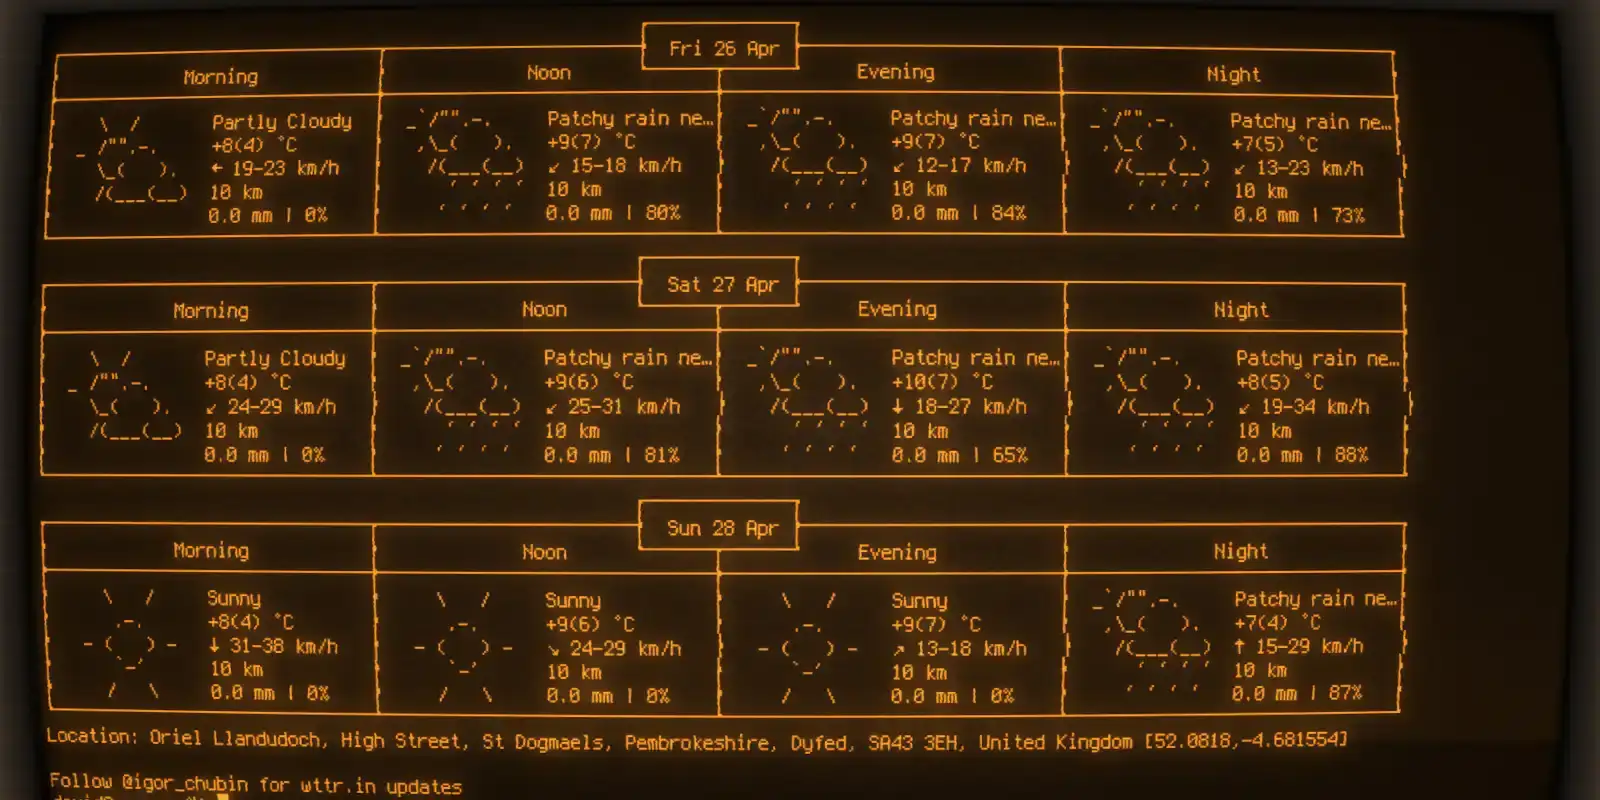 Fri 26 Apr
Morning Noon Evening Night
Partly Cloudy Patchy rain ne… Patchy rain ne… Patchy rain ne…
+8(4) °C +9(7) °C +9(7) °C +7(5) °C
← 19-23 km/h ↙ 15-18 km/h ↙ 12-17 km/h ↙ 13-23 km/h
10 km 10 km 10 km 10 km
0.0 mm | 0% 0.0 mm | 80% 0.0 mm | 84% 0.0 mm | 73%
Sat 27 Apr
Morning Noon Evening Night
Partly Cloudy Patchy rain ne… Patchy rain ne… Patchy rain ne…
+8(4) °C +9(6) °C +10(7) °C +8(5) °C
↙ 24-29 km/h ↙ 25-31 km/h ↓ 18-27 km/h ↙ 19-34 km/h
10 km 10 km 10 km 10 km
0.0 mm | 0% 0.0 mm | 81% 0.0 mm | 65% 0.0 mm | 88%
Sun 28 Apr
Morning Noon Evening Night
Sunny Sunny Sunny Patchy rain ne…
+8(4) °C +9(6) °C +9(7) °C +7(4) °C
↓ 31-38 km/h ↘ 24-29 km/h ↗ 13-18 km/h ↑ 15-29 km/h
10 km 10 km 10 km 10 km
0.0 mm | 0% 0.0 mm | 0% 0.0 mm | 0% 0.0 mm | 87%
Location: Oriel Llandudoch, High Street, St Dogmaels, Pembrokeshire, Dyfed, SA43 3EH, United Kingdom [52.0818,-4.681554]
Follow @igor_chubin for wttr.in updates